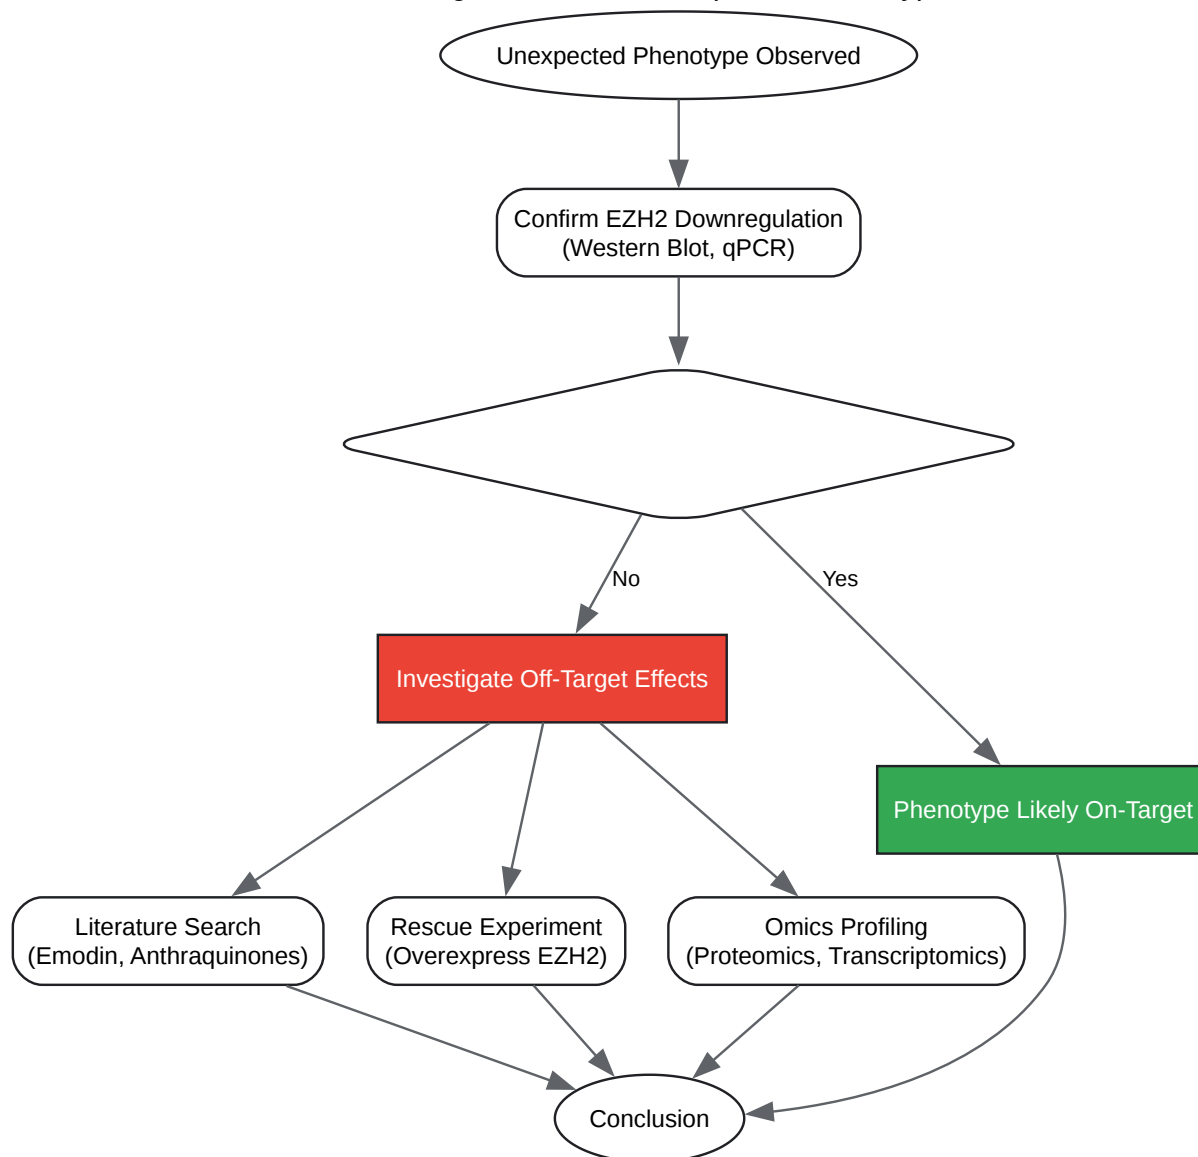 Unexpected Phenotype Observed
Confirm EZH2 Downregulation
(Western Blot, qPCR)
No
Yes
Investigate Off-Target Effects
Phenotype Likely On-Target
Literature Search
(Emodin, Anthraquinones)
Rescue Experiment
(Overexpress EZH2)
Omics Profiling
(Proteomics, Transcriptomics)
Conclusion